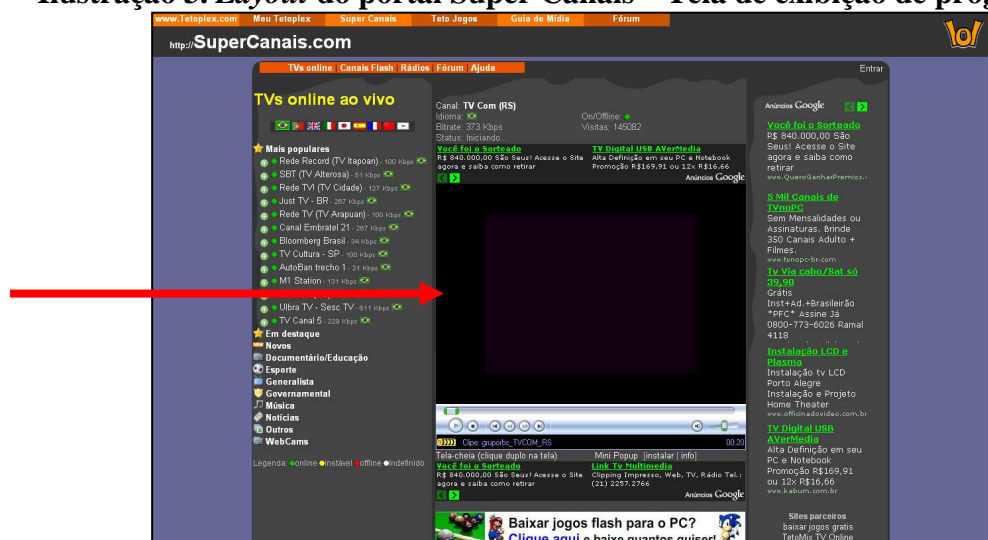 Ilustração 3. Layout do portal Super Canais – Tela de exibição de prog
www.Tetoplex.com Meu Tetoplex Super Canais Teto Jogos Guia de Mídia Fórum
http://SuperCanais.com
TVs online Canais Flash Rádios Fórum Ajuda
Entrar
TVs online ao vivo
Mais populares
Rede Record (TV Itapoan) - 100 Kbps
SBT (TV Alterosa) - 51 Kbps
Rede TV! (TV Cidade) - 127 Kbps
Just TV - BR - 267 Kbps
Rede TV (TV Arapuan) - 100 Kbps
Canal Embratel 21 - 267 Kbps
Bloomberg Brasil - 34 Kbps
TV Cultura - SP - 100 Kbps
AutoBan trecho 1 - 31 Kbps
M1 Station - 131 Kbps
Ulbra TV - Sesc TV - 611 Kbps
TV Canal 5 - 229 Kbps
Em destaque
Novos
Documentário/Educação
Esporte
Generalista
Governamental
Música
Notícias
Outros
WebCams
Legenda: online instável offline indefinido
Canal: TV Com (RS)
Idioma:
On/Offline:
Bitrate: 373 Kbps
Visitas: 145082
Status: Iniciando...
Você foi o Sorteado
R$ 840.000,00 São Seus! Acesse o Site
agora e saiba como retirar
TV Digital USB AVerMedia
Alta Definição em seu PC e Notebook
Promoção R$169,91 ou 12x R$16,66
Anúncios Google
Clipe: gruporbs_TVCOM_RS
00:20
Tela-cheia (clique duplo na tela)
Mini Popup [instalar | info]
Você foi o Sorteado
R$ 840.000,00 São Seus! Acesse o Site
agora e saiba como retirar
Link Tv Multimedia
Clipping Impresso, Web, TV, Rádio Tel.:
(21) 2257.2766
Anúncios Google
Baixar jogos flash para o PC?
Clique aqui e baixe quantos quiser!
Anúncios Google
Você foi o Sorteado
R$ 840.000,00 São
Seus! Acesse o Site
agora e saiba como
retirar
www.QueroGanharPremios.
5 Mil Canais de
TVnoPC
Sem Mensalidades ou
Assinaturas. Brinde
350 Canais Adulto +
Filmes.
www.tvnopc-br.com
Tv Via cabo/Sat só
39,90
Grátis
Inst+Ad.+Brasileirão
*PFC* Assine Já
0800-773-6026 Ramal
4118
Instalação LCD e
Plasma
Instalação tv LCD
Porto Alegre
Instalação e Projeto
Home Theater
www.officinadovideo.com.br
TV Digital USB
AVerMedia
Alta Definição em seu
PC e Notebook
Promoção R$169,91
ou 12x R$16,66
www.kabum.com.br
Sites parceiros
baixar jogos gratis
TetoMix TV Online